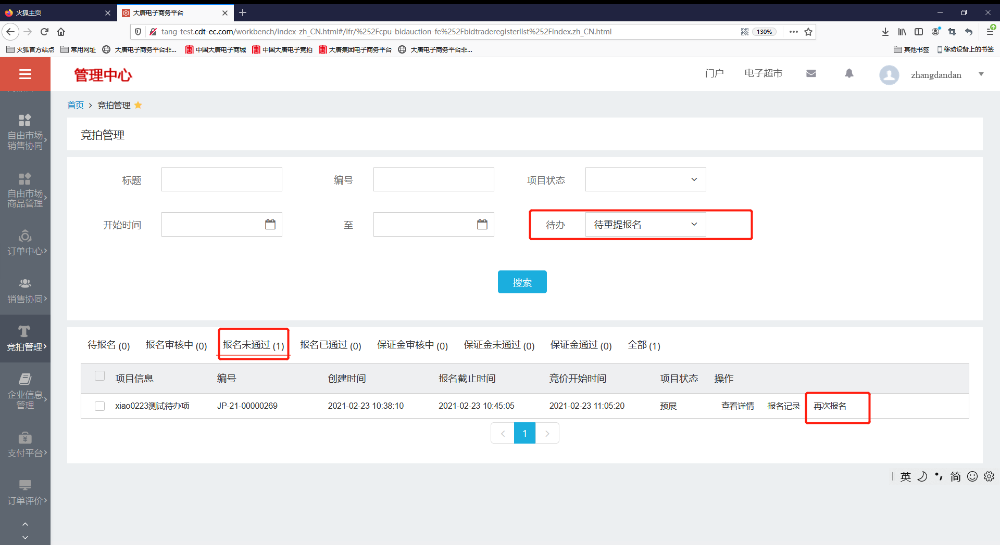 火狐主页
大唐电子商务平台
tang-test.cdt-ec.com/workbench/index-zh_CN.html#/ifr/%252Fcpu-bidauction-fe%252Fbidtraderegisterlist%252Findex.zh_CN.html
130%
火狐官方站点
常用网址
大唐电子商务平台非...
中国大唐电子商城
中国大唐电子竞拍
大唐集团电子商务平台
大唐电子商务平台非...
其他书签
移动设备上的书签
管理中心
门户
电子超市
zhangdandan
首页 > 竞拍管理
自由市场
销售协同
自由市场
商品管理
订单中心
销售协同
竞拍管理
企业信息
管理
支付平台
订单评价
竞拍管理
标题
编号
项目状态
开始时间
至
待办
待重提报名
搜索
待报名 (0)
报名审核中 (0)
报名未通过 (1)
报名已通过 (0)
保证金审核中 (0)
保证金未通过 (0)
保证金通过 (0)
全部 (1)
项目信息 编号 创建时间 报名截止时间 竞价开始时间 项目状态 操作
xiao0223测试待办项 JP-21-00000269 2021-02-23 10:38:10 2021-02-23 10:45:05 2021-02-23 11:05:20 预展 查看详情 报名记录 再次报名
1
英
简